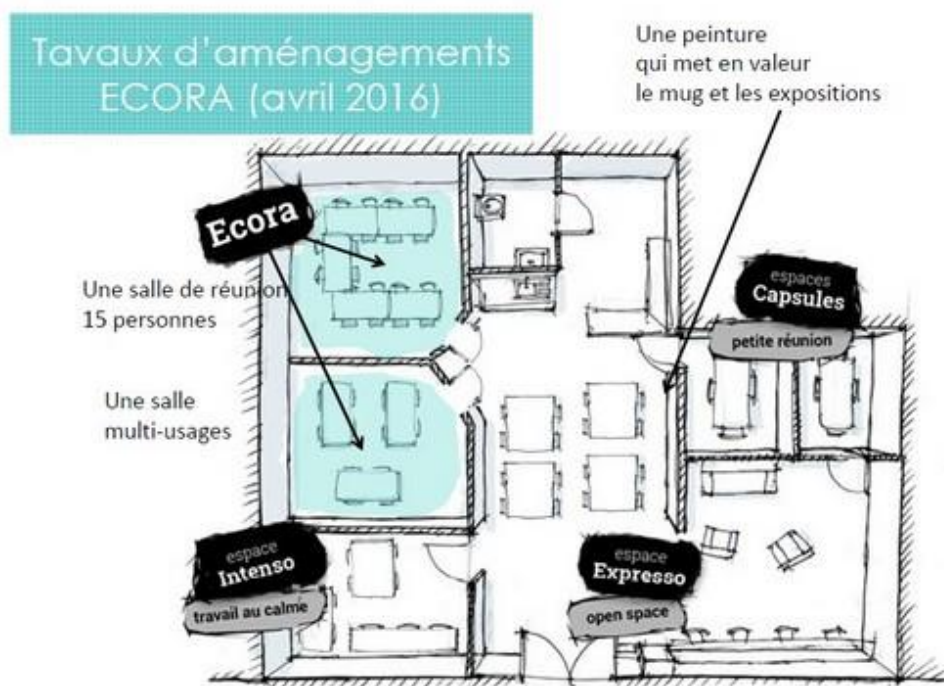 Tavaux d'aménagements
ECORA (avril 2016)
Une peinture
qui met en valeur
le mug et les expositions
Ecora
Une salle de réunion
15 personnes
espaces
Capsules
petite réunion
Une salle
multi-usages
espace
Intenso
travail au calme
espace
Expresso
open space